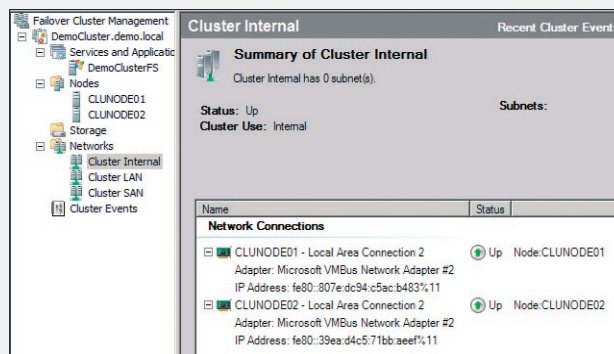 Failover Cluster Management
DemoCluster.demo.local
Services and Applicatic
DemoClusterFS
Nodes
CLUNODE01
CLUNODE02
Storage
Networks
Cluster Internal
Cluster LAN
Cluster SAN
Cluster Events
Cluster Internal
Recent Cluster Event
Summary of Cluster Internal
Cluster Internal has 0 subnet(s).
Status: Up
Subnets:
Cluster Use: Internal
Name Status
Network Connections
CLUNODE01 - Local Area Connection 2 Up Node:CLUNODE01
Adapter: Microsoft VMBus Network Adapter #2
IP Address: fe80::807e:dc94:c5ac:b483%11
CLUNODE02 - Local Area Connection 2 Up Node:CLUNODE02
Adapter: Microsoft VMBus Network Adapter #2
IP Address: fe80::39ea:d4c5:71bb:aeef%11